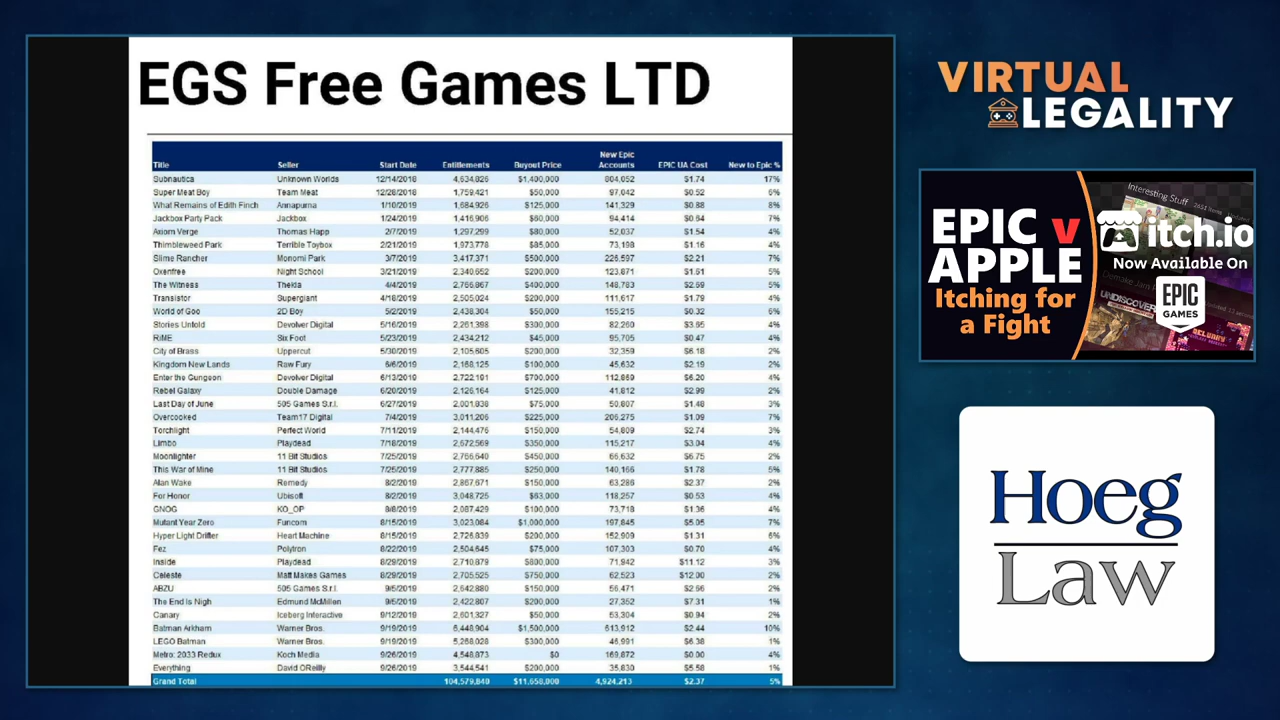 EGS Free Games LTD
Title Seller Start Date Entitlements Buyout Price New Epic Accounts EPIC UA Cost New to Epic %
Subnautica Unknown Worlds 12/14/2018 4,634,826 $1,400,000 804,052 $1.74 17%
Super Meat Boy Team Meat 12/28/2018 1,759,421 $50,000 97,042 $0.52 6%
What Remains of Edith Finch Annapurna 1/10/2019 1,684,926 $125,000 141,329 $0.88 8%
Jackbox Party Pack Jackbox 1/24/2019 1,416,906 $60,000 94,414 $0.64 7%
Axiom Verge Thomas Happ 2/7/2019 1,297,299 $80,000 52,037 $1.54 4%
Thimbleweed Park Terrible Toybox 2/21/2019 1,973,778 $85,000 73,198 $1.16 4%
Slime Rancher Monomi Park 3/7/2019 3,417,371 $500,000 226,597 $2.21 7%
Oxenfree Night School 3/21/2019 2,340,652 $200,000 123,871 $1.61 5%
The Witness Thekla 4/4/2019 2,766,867 $400,000 148,783 $2.69 5%
Transistor Supergiant 4/18/2019 2,505,024 $200,000 111,617 $1.79 4%
World of Goo 2D Boy 5/2/2019 2,438,304 $50,000 155,215 $0.32 6%
Stories Untold Devolver Digital 5/16/2019 2,261,398 $300,000 82,260 $3.65 4%
RiME Six Foot 5/23/2019 2,434,212 $45,000 95,705 $0.47 4%
City of Brass Uppercut 5/30/2019 2,105,605 $200,000 32,359 $6.18 2%
Kingdom New Lands Raw Fury 6/6/2019 2,168,125 $100,000 45,632 $2.19 2%
Enter the Gungeon Devolver Digital 6/13/2019 2,722,191 $700,000 112,869 $6.20 4%
Rebel Galaxy Double Damage 6/20/2019 2,126,164 $125,000 41,812 $2.99 2%
Last Day of June 505 Games S.r.l. 6/27/2019 2,001,838 $75,000 50,807 $1.48 3%
Overcooked Team17 Digital 7/4/2019 3,011,206 $225,000 206,275 $1.09 7%
Torchlight Perfect World 7/11/2019 2,144,476 $150,000 54,809 $2.74 3%
Limbo Playdead 7/18/2019 2,672,569 $350,000 115,217 $3.04 4%
Moonlighter 11 Bit Studios 7/25/2019 2,766,640 $450,000 66,632 $6.75 2%
This War of Mine 11 Bit Studios 7/25/2019 2,777,885 $250,000 140,166 $1.78 5%
Alan Wake Remedy 8/2/2019 2,867,671 $150,000 63,286 $2.37 2%
For Honor Ubisoft 8/2/2019 3,048,725 $63,000 118,257 $0.53 4%
GNOG KO_OP 8/8/2019 2,087,429 $100,000 73,718 $1.36 4%
Mutant Year Zero Funcom 8/15/2019 3,023,084 $1,000,000 197,845 $5.05 7%
Hyper Light Drifter Heart Machine 8/15/2019 2,726,839 $200,000 152,909 $1.31 6%
Fez Polytron 8/22/2019 2,504,645 $75,000 107,303 $0.70 4%
Inside Playdead 8/29/2019 2,710,879 $800,000 71,942 $11.12 3%
Celeste Matt Makes Games 8/29/2019 2,705,525 $750,000 62,523 $12.00 2%
ABZU 505 Games S.r.l. 9/5/2019 2,642,880 $150,000 56,471 $2.66 2%
The End Is Nigh Edmund McMillen 9/5/2019 2,422,807 $200,000 27,352 $7.31 1%
Canary Iceberg Interactive 9/12/2019 2,601,327 $50,000 53,304 $0.94 2%
Batman Arkham Warner Bros. 9/19/2019 6,448,904 $1,500,000 613,912 $2.44 10%
LEGO Batman Warner Bros. 9/19/2019 5,268,028 $300,000 46,991 $6.38 1%
Metro: 2033 Redux Koch Media 9/26/2019 4,548,873 $0 169,872 $0.00 4%
Everything David OReilly 9/26/2019 3,544,541 $200,000 35,830 $5.58 1%
Grand Total 104,579,840 $11,658,000 4,924,213 $2.37 5%
VIRTUAL
LEGALITY
EPIC v
APPLE
Itching for
a Fight
Interesting Stuff
itch.io
Now Available On
EPIC
GAMES
UNDISCOVER
Hoeg
Law